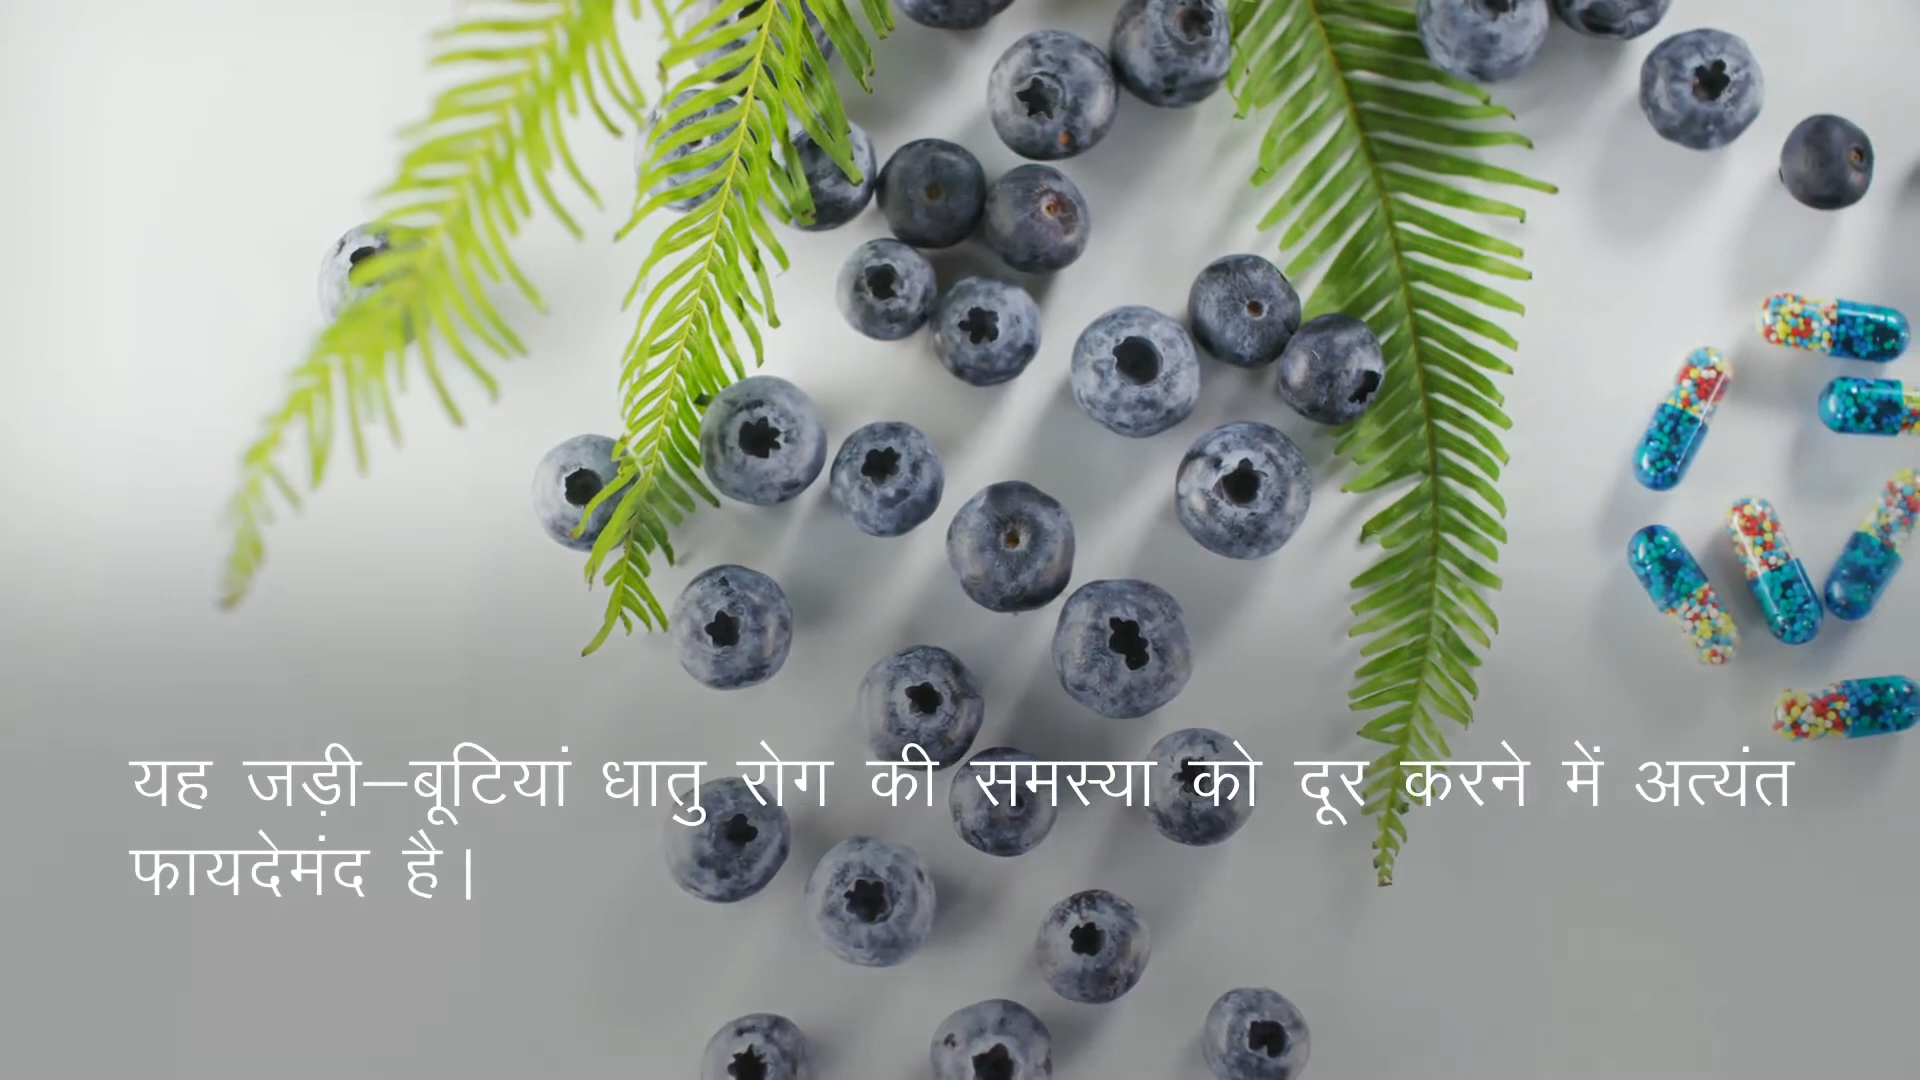 यह जड़ी–बूटियां धातु रोग की समस्या को दूर करने में अत्यंत
फायदेमंद है।